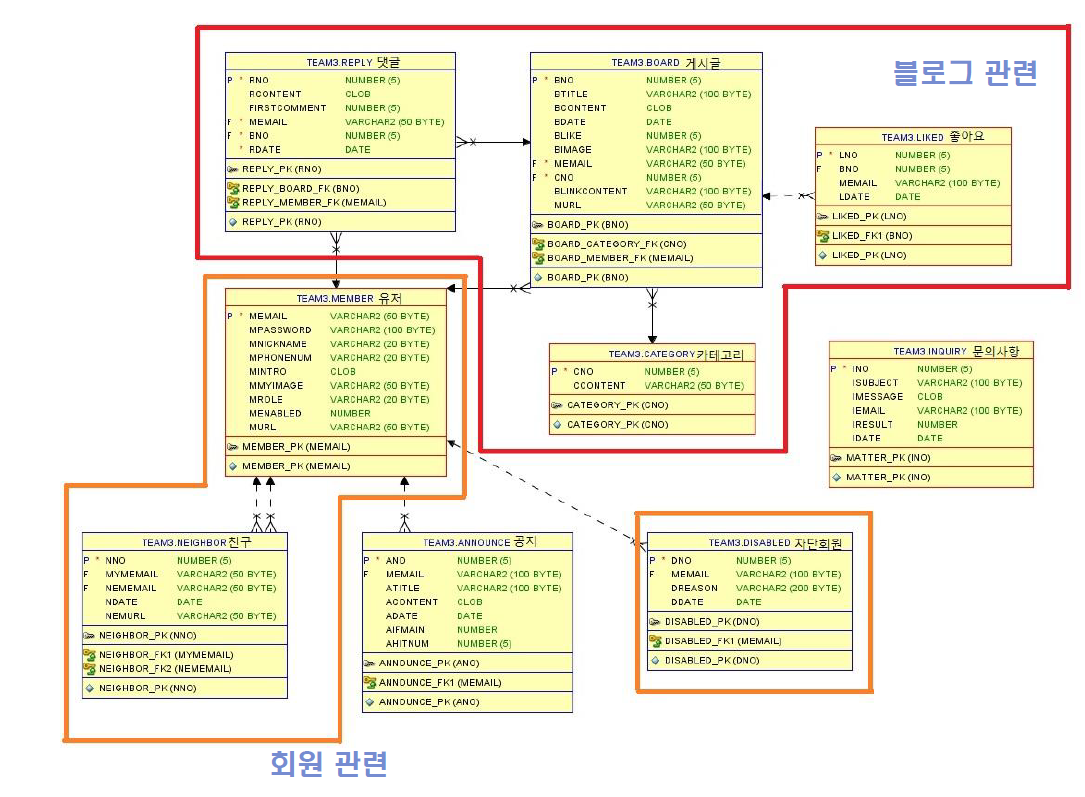 블로그 관련
TEAM3.REPLY 댓글
P * RNO NUMBER (5)
RCONTENT CLOB
FIRSTCOMMENT NUMBER (5)
F * MEMAIL VARCHAR2 (50 BYTE)
F * BNO NUMBER (5)
* RDATE DATE
REPLY_PK (RNO)
REPLY_BOARD_FK (BNO)
REPLY_MEMBER_FK (MEMAIL)
REPLY_PK (RNO)
TEAM3.BOARD 게시글
P * BNO NUMBER (5)
BTITLE VARCHAR2 (100 BYTE)
BCONTENT CLOB
BDATE DATE
BLIKE NUMBER (5)
BIMAGE VARCHAR2 (100 BYTE)
F * MEMAIL VARCHAR2 (50 BYTE)
F * CNO NUMBER (5)
BLINKCONTENT VARCHAR2 (100 BYTE)
MURL VARCHAR2 (50 BYTE)
BOARD_PK (BNO)
BOARD_CATEGORY_FK (CNO)
BOARD_MEMBER_FK (MEMAIL)
BOARD_PK (BNO)
TEAM3.LIKED 좋아요
P * LNO NUMBER (5)
F BNO NUMBER (5)
MEMAIL VARCHAR2 (100 BYTE)
LDATE DATE
LIKED_PK (LNO)
LIKED_FK1 (BNO)
LIKED_PK (LNO)
TEAM3.MEMBER 유저
P * MEMAIL VARCHAR2 (50 BYTE)
MPASSWORD VARCHAR2 (100 BYTE)
MNICKNAME VARCHAR2 (20 BYTE)
MPHONENUM VARCHAR2 (20 BYTE)
MINTRO CLOB
MMYIMAGE VARCHAR2 (50 BYTE)
MROLE VARCHAR2 (20 BYTE)
MENABLED NUMBER
MURL VARCHAR2 (50 BYTE)
MEMBER_PK (MEMAIL)
MEMBER_PK (MEMAIL)
TEAM3.CATEGORY 카테고리
P * CNO NUMBER (5)
CCONTENT VARCHAR2 (50 BYTE)
CATEGORY_PK (CNO)
CATEGORY_PK (CNO)
TEAM3.INQUIRY 문의사항
P * INO NUMBER (5)
ISUBJECT VARCHAR2 (100 BYTE)
IMESSAGE CLOB
IEMAIL VARCHAR2 (100 BYTE)
IRESULT NUMBER
IDATE DATE
MATTER_PK (INO)
MATTER_PK (INO)
TEAM3.NEIGHBOR 친구
P * NNO NUMBER (5)
F MYMEMAIL VARCHAR2 (50 BYTE)
F NEMEMAIL VARCHAR2 (50 BYTE)
NDATE DATE
NEMURL VARCHAR2 (50 BYTE)
NEIGHBOR_PK (NNO)
NEIGHBOR_FK1 (MYMEMAIL)
NEIGHBOR_FK2 (NEMEMAIL)
NEIGHBOR_PK (NNO)
TEAM3.ANNOUNCE 공지
P * ANO NUMBER (5)
F MEMAIL VARCHAR2 (100 BYTE)
ATITLE VARCHAR2 (100 BYTE)
ACONTENT CLOB
ADATE DATE
AIFMAIN NUMBER
AHITNUM NUMBER (5)
ANNOUNCE_PK (ANO)
ANNOUNCE_FK1 (MEMAIL)
ANNOUNCE_PK (ANO)
TEAM3.DISABLED 차단회원
P * DNO NUMBER (5)
F MEMAIL VARCHAR2 (100 BYTE)
DREASON VARCHAR2 (200 BYTE)
DDATE DATE
DISABLED_PK (DNO)
DISABLED_FK1 (MEMAIL)
DISABLED_PK (DNO)
회원 관련